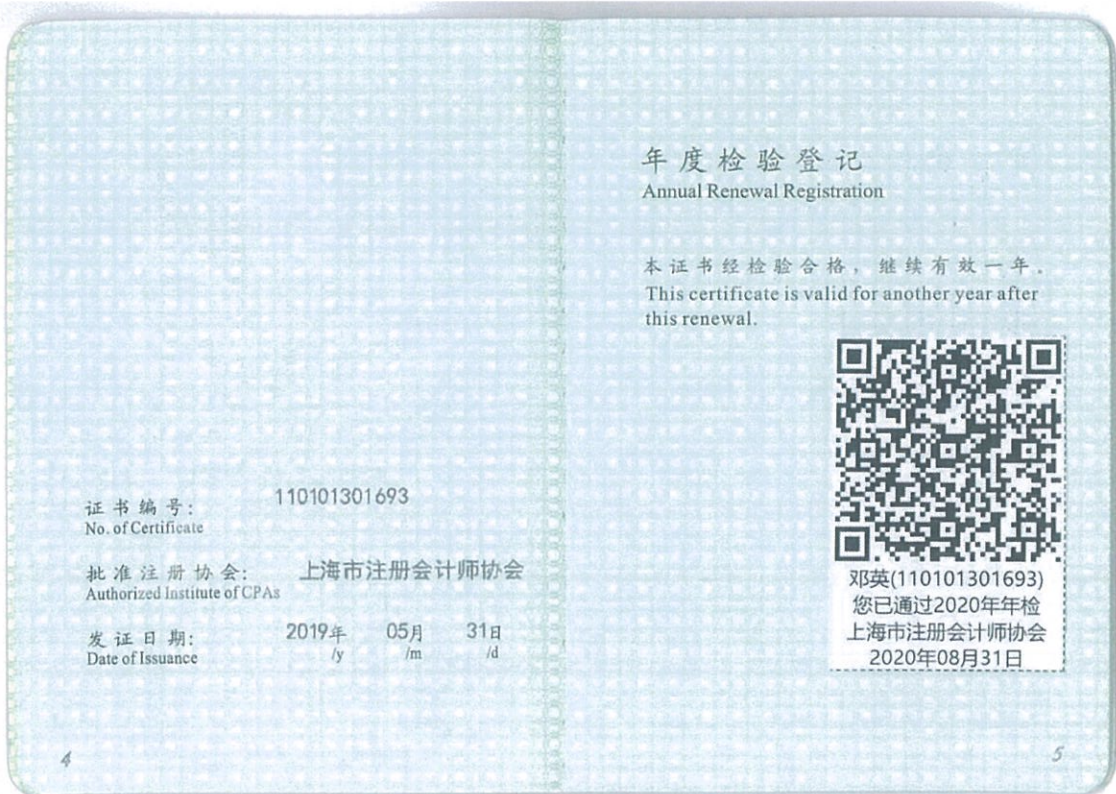 证书编号：
No. of Certificate
110101301693
批准注册协会：
Authorized Institute of CPAs
上海市注册会计师协会
发证日期：
Date of Issuance
2019年 05月 31日
/y /m /d
4
年度检验登记
Annual Renewal Registration
本证书经检验合格，继续有效一年。
This certificate is valid for another year after
this renewal.
邓英(110101301693)
您已通过2020年年检
上海市注册会计师协会
2020年08月31日
5